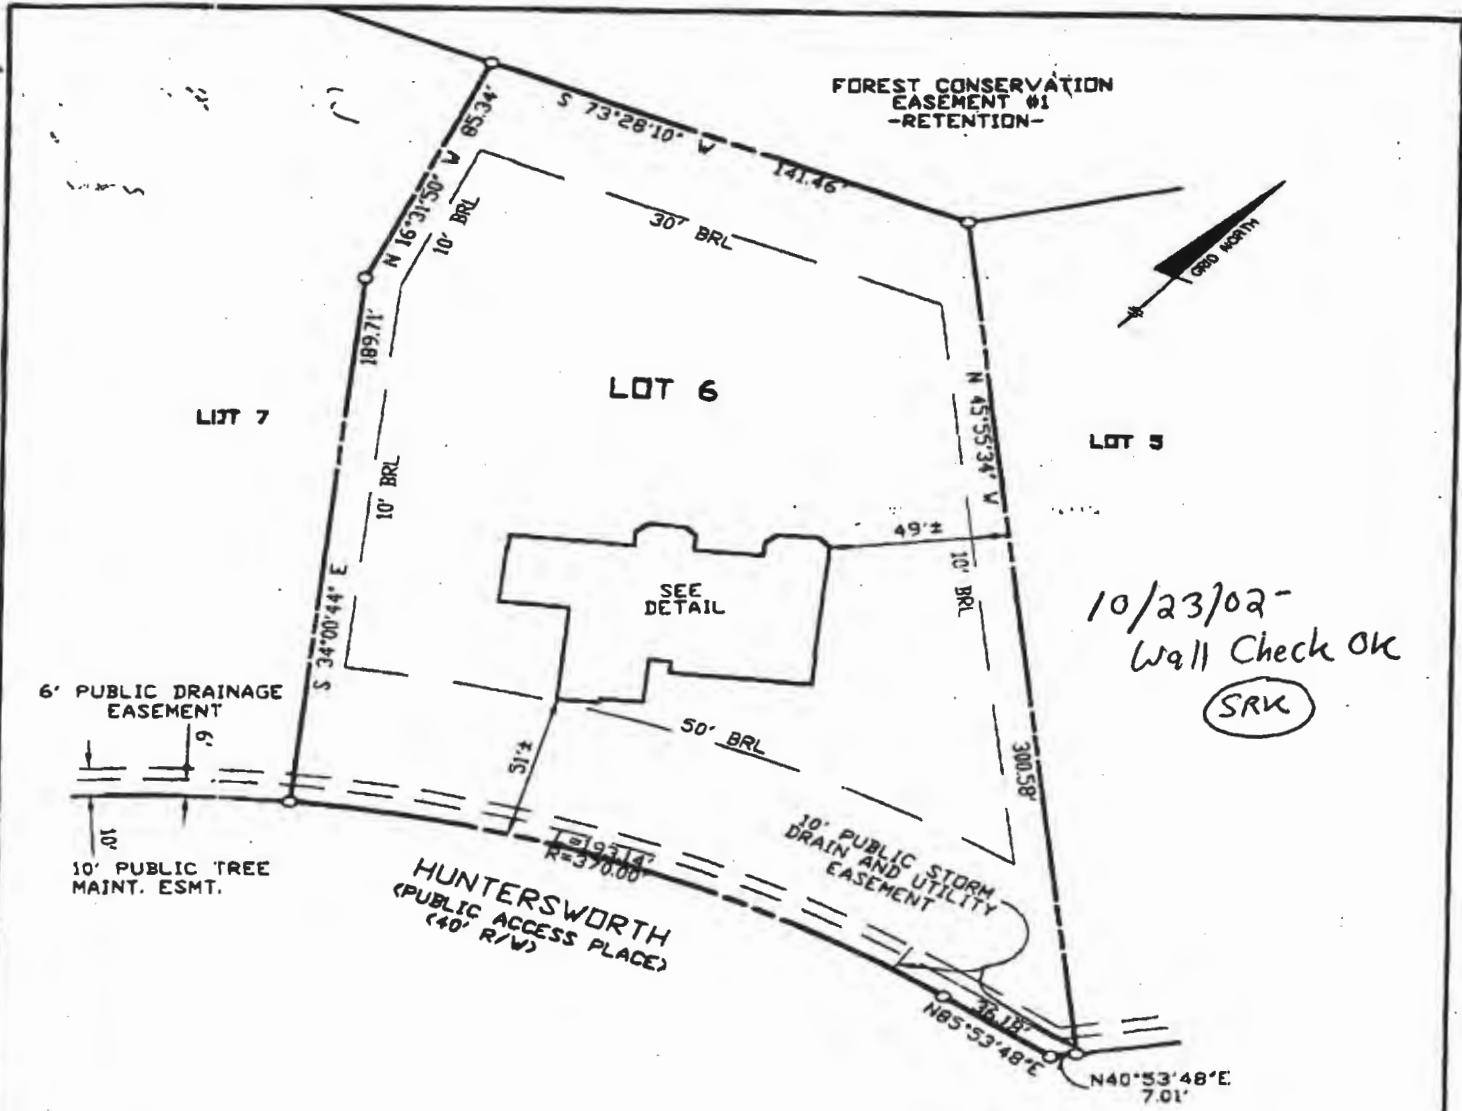 FOREST CONSERVATION
EASEMENT #1
-RETENTION-
S 73°28'10" W 141.46'
N 16°31'50" W 85.34'
10' BRL
30' BRL
GRID NORTH
189.71'
LOT 6
LOT 7
LOT 5
N 45°55'34" W
10' BRL
49'±
10' BRL
SEE
DETAIL
10/23/02-
Wall Check OK
SRK
S 34°00'44" E
6' PUBLIC DRAINAGE
EASEMENT
6'
50' BRL
51'±
300.58'
10'
10' PUBLIC TREE
MAINT. ESMT.
L=193.14'
R=370.00'
10' PUBLIC STORM
DRAIN AND UTILITY
EASEMENT
HUNTERSWORTH
(PUBLIC ACCESS PLACE)
(40' R/W)
36.18'
N85°53'48"E
N40°53'48"E
7.01'